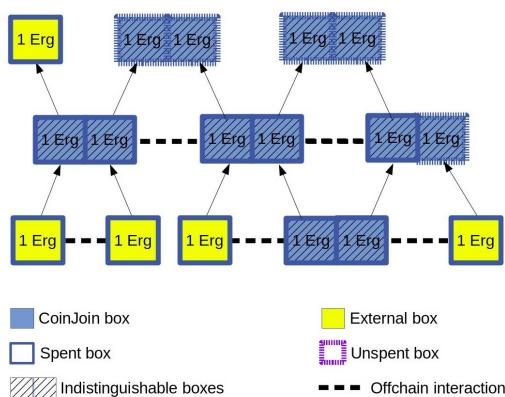 1 Erg 1 Erg 1 Erg 1 Erg 1 Erg
1 Erg 1 Erg 1 Erg 1 Erg 1 Erg 1 Erg
1 Erg 1 Erg 1 Erg 1 Erg 1 Erg 1 Erg
CoinJoin box External box
Spent box Unspent box
Indistinguishable boxes Offchain interaction